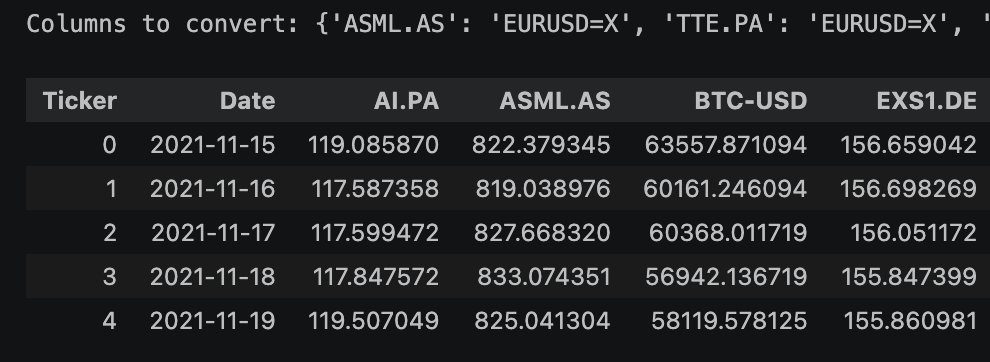 Columns to convert: {'ASML.AS': 'EURUSD=X', 'TTE.PA': 'EURUSD=X', '
Ticker Date AI.PA ASML.AS BTC-USD EXS1.DE
0 2021-11-15 119.085870 822.379345 63557.871094 156.659042
1 2021-11-16 117.587358 819.038976 60161.246094 156.698269
2 2021-11-17 117.599472 827.668320 60368.011719 156.051172
3 2021-11-18 117.847572 833.074351 56942.136719 155.847399
4 2021-11-19 119.507049 825.041304 58119.578125 155.860981